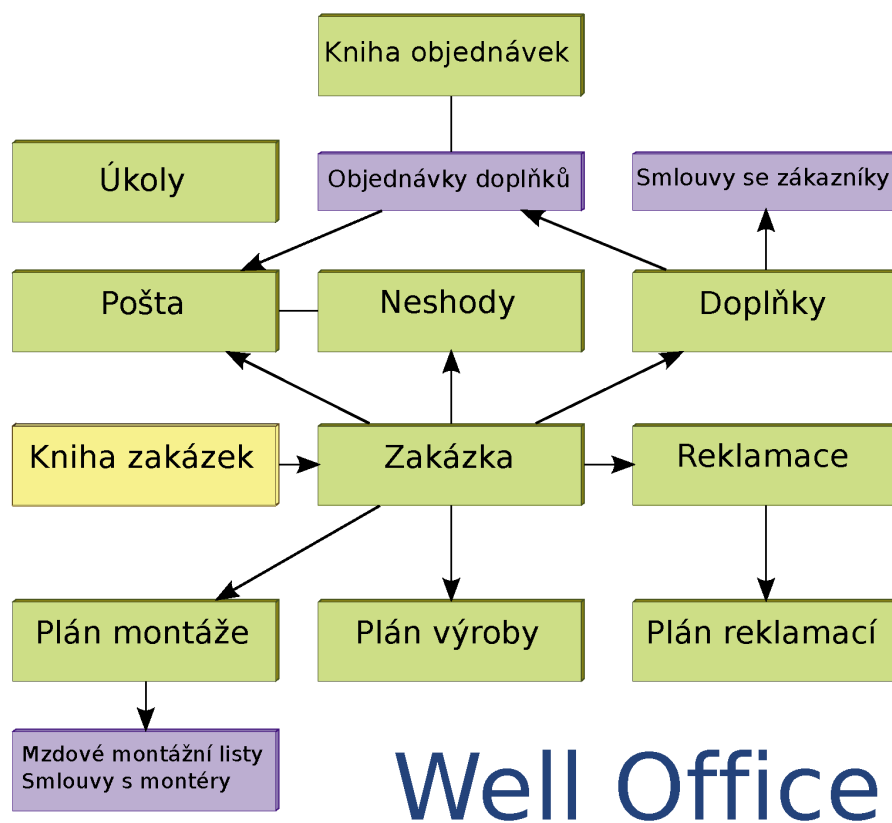 Kniha objednávek
Úkoly
Objednávky doplňků
Smlouvy se zákazníky
Pošta
Neshody
Doplňky
Kniha zakázek
Zakázka
Reklamace
Plán montáže
Plán výroby
Plán reklamací
Mzdové montážní listy
Smlouvy s montéry
Well Office